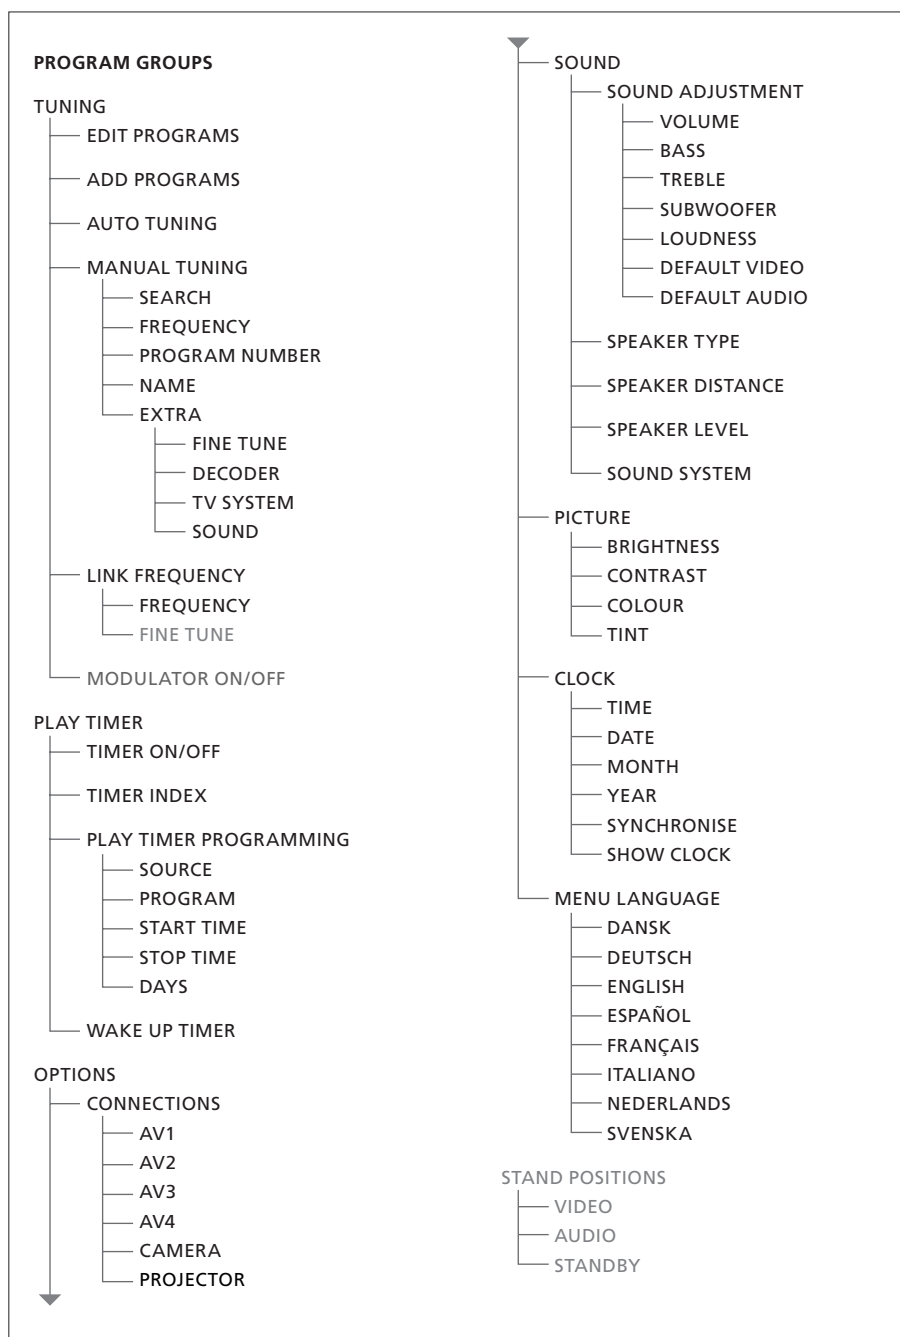 PROGRAM GROUPS
TUNING
EDIT PROGRAMS
ADD PROGRAMS
AUTO TUNING
MANUAL TUNING
SEARCH
FREQUENCY
PROGRAM NUMBER
NAME
EXTRA
FINE TUNE
DECODER
TV SYSTEM
SOUND
LINK FREQUENCY
FREQUENCY
FINE TUNE
MODULATOR ON/OFF
PLAY TIMER
TIMER ON/OFF
TIMER INDEX
PLAY TIMER PROGRAMMING
SOURCE
PROGRAM
START TIME
STOP TIME
DAYS
WAKE UP TIMER
OPTIONS
CONNECTIONS
AV1
AV2
AV3
AV4
CAMERA
PROJECTOR
SOUND
SOUND ADJUSTMENT
VOLUME
BASS
TREBLE
SUBWOOFER
LOUDNESS
DEFAULT VIDEO
DEFAULT AUDIO
SPEAKER TYPE
SPEAKER DISTANCE
SPEAKER LEVEL
SOUND SYSTEM
PICTURE
BRIGHTNESS
CONTRAST
COLOUR
TINT
CLOCK
TIME
DATE
MONTH
YEAR
SYNCHRONISE
SHOW CLOCK
MENU LANGUAGE
DANSK
DEUTSCH
ENGLISH
ESPAÑOL
FRANÇAIS
ITALIANO
NEDERLANDS
SVENSKA
STAND POSITIONS
VIDEO
AUDIO
STANDBY